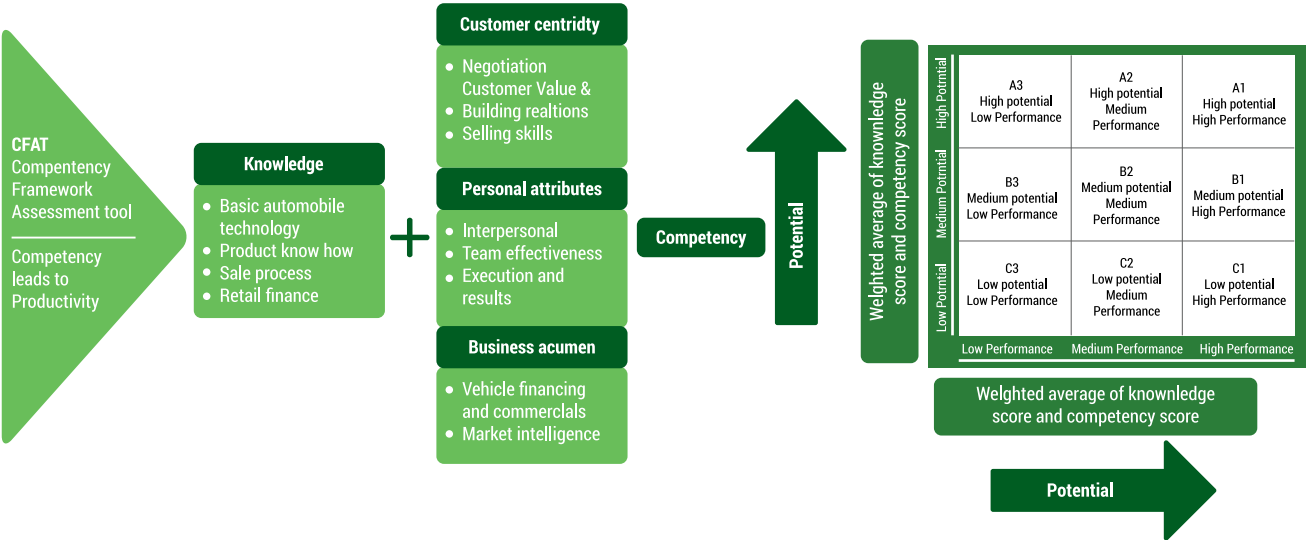 CFAT
Compentency
Framework
Assessment tool
Competency
leads to
Productivity
Knowledge
• Basic automobile
technology
• Product know how
• Sale process
• Retail finance
+
Customer centridty
• Negotiation
Customer Value &
• Building realtions
• Selling skills
Personal attributes
• Interpersonal
• Team effectiveness
• Execution and
results
Business acumen
• Vehicle financing
and commercials
• Market intelligence
Competency
Potential
Welghted average of knowniedge
score and competency score
High Potrntial
Medium Potrntial
Low Potrntial
A3
High potential
Low Performance
A2
High potential
Medium
Performance
A1
High potential
High Performance
B3
Medium potential
Low Performance
B2
Medium potential
Medium
Performance
B1
Medium potential
High Performance
C3
Low potential
Low Performance
C2
Low potential
Medium
Performance
C1
Low potential
High Performance
Low Performance
Medium Performance
High Performance
Weighted average of knownledge
score and competency score
Potential